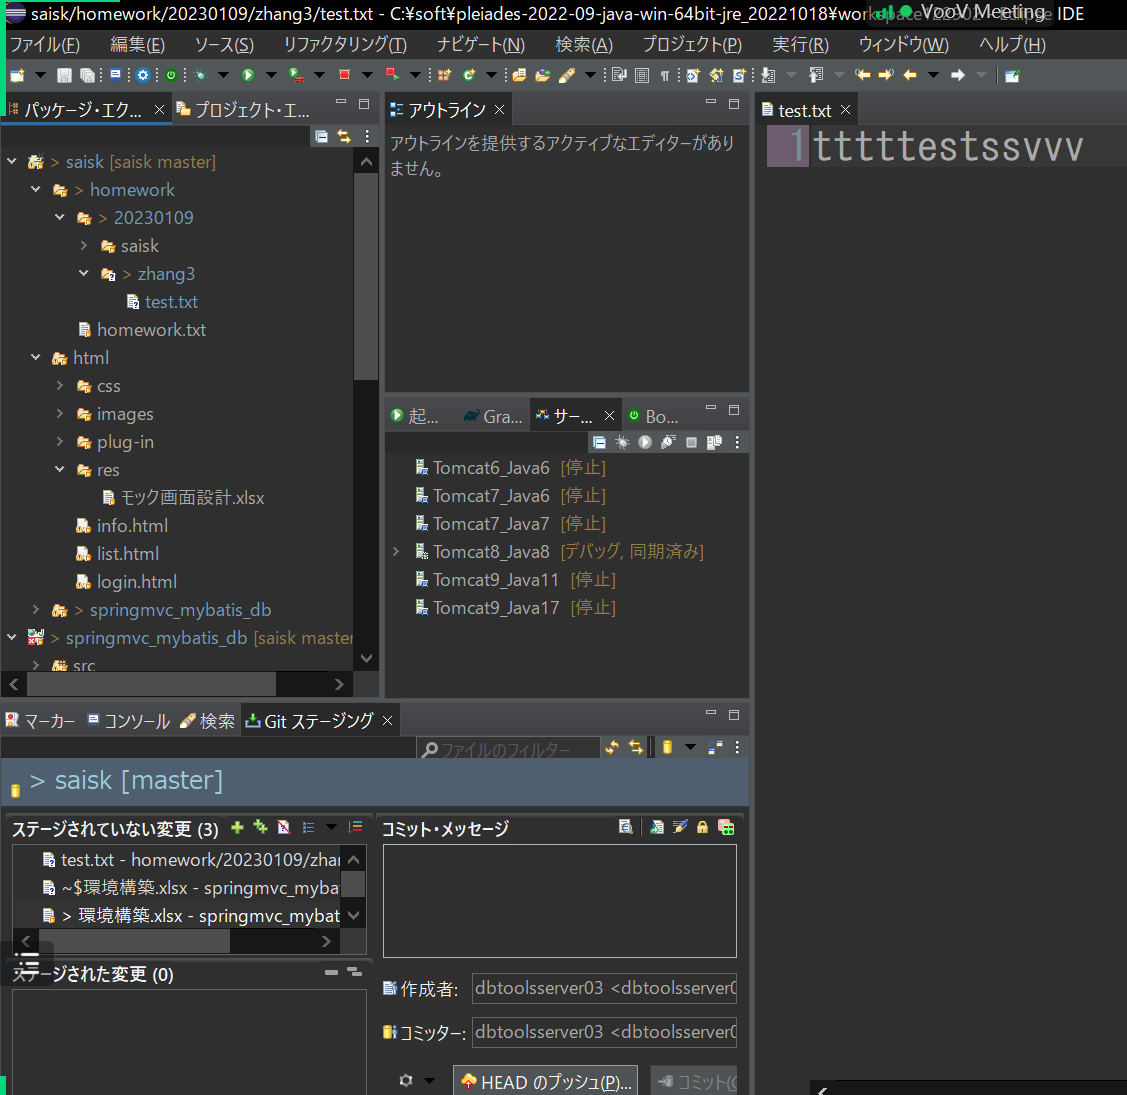 saisk/homework/20230109/zhang3/test.txt - C:¥soft¥pleiades-2022-09-java-win-64bit-jre_20221018¥workspace
VooV Meeting
IDE
ファイル(F) 編集(E) ソース(S) リファクタリング(T) ナビゲート(N) 検索(A) プロジェクト(P) 実行(R) ウィンドウ(W) ヘルプ(H)
パッケージ・エク...
プロジェクト・エ...
> saisk [saisk master]
> homework
> 20230109
saisk
> zhang3
test.txt
homework.txt
html
css
images
plug-in
res
モック画面設計.xlsx
info.html
list.html
login.html
> springmvc_mybatis_db
> springmvc_mybatis_db [saisk master
src
アウトライン
アウトラインを提供するアクティブなエディターがあり
ません。
起... Gra... サー... Bo...
Tomcat6_Java6 [停止]
Tomcat7_Java6 [停止]
Tomcat7_Java7 [停止]
Tomcat8_Java8 [デバッグ, 同期済み]
Tomcat9_Java11 [停止]
Tomcat9_Java17 [停止]
test.txt
1 tttttestssvvv
マーカー コンソール 検索 Git ステージング
ファイルのフィルター
> saisk [master]
ステージされていない変更 (3)
test.txt - homework/20230109/zha
~$環境構築.xlsx - springmvc_myba
> 環境構築.xlsx - springmvc_mybat
ステージされた変更 (0)
コミット・メッセージ
作成者: dbtoolsserver03 <dbtoolsserver0
コミッター: dbtoolsserver03 <dbtoolsserver0
HEAD のプッシュ(P)...
コミット(C